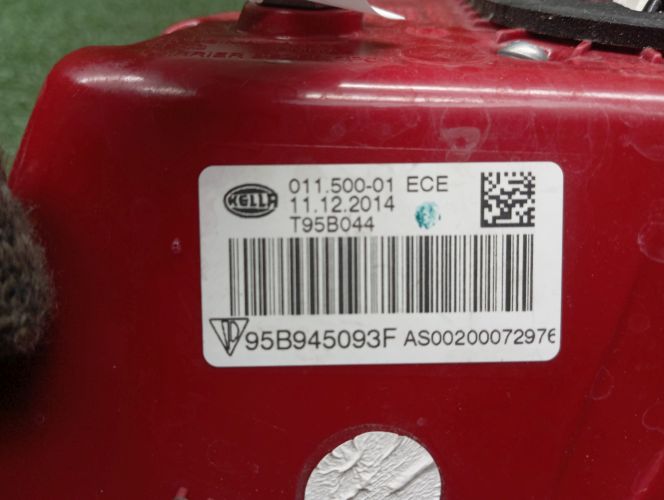 HELLA
011.500-01 ECE
11.12.2014
T95B044
95B945093F AS00200072976